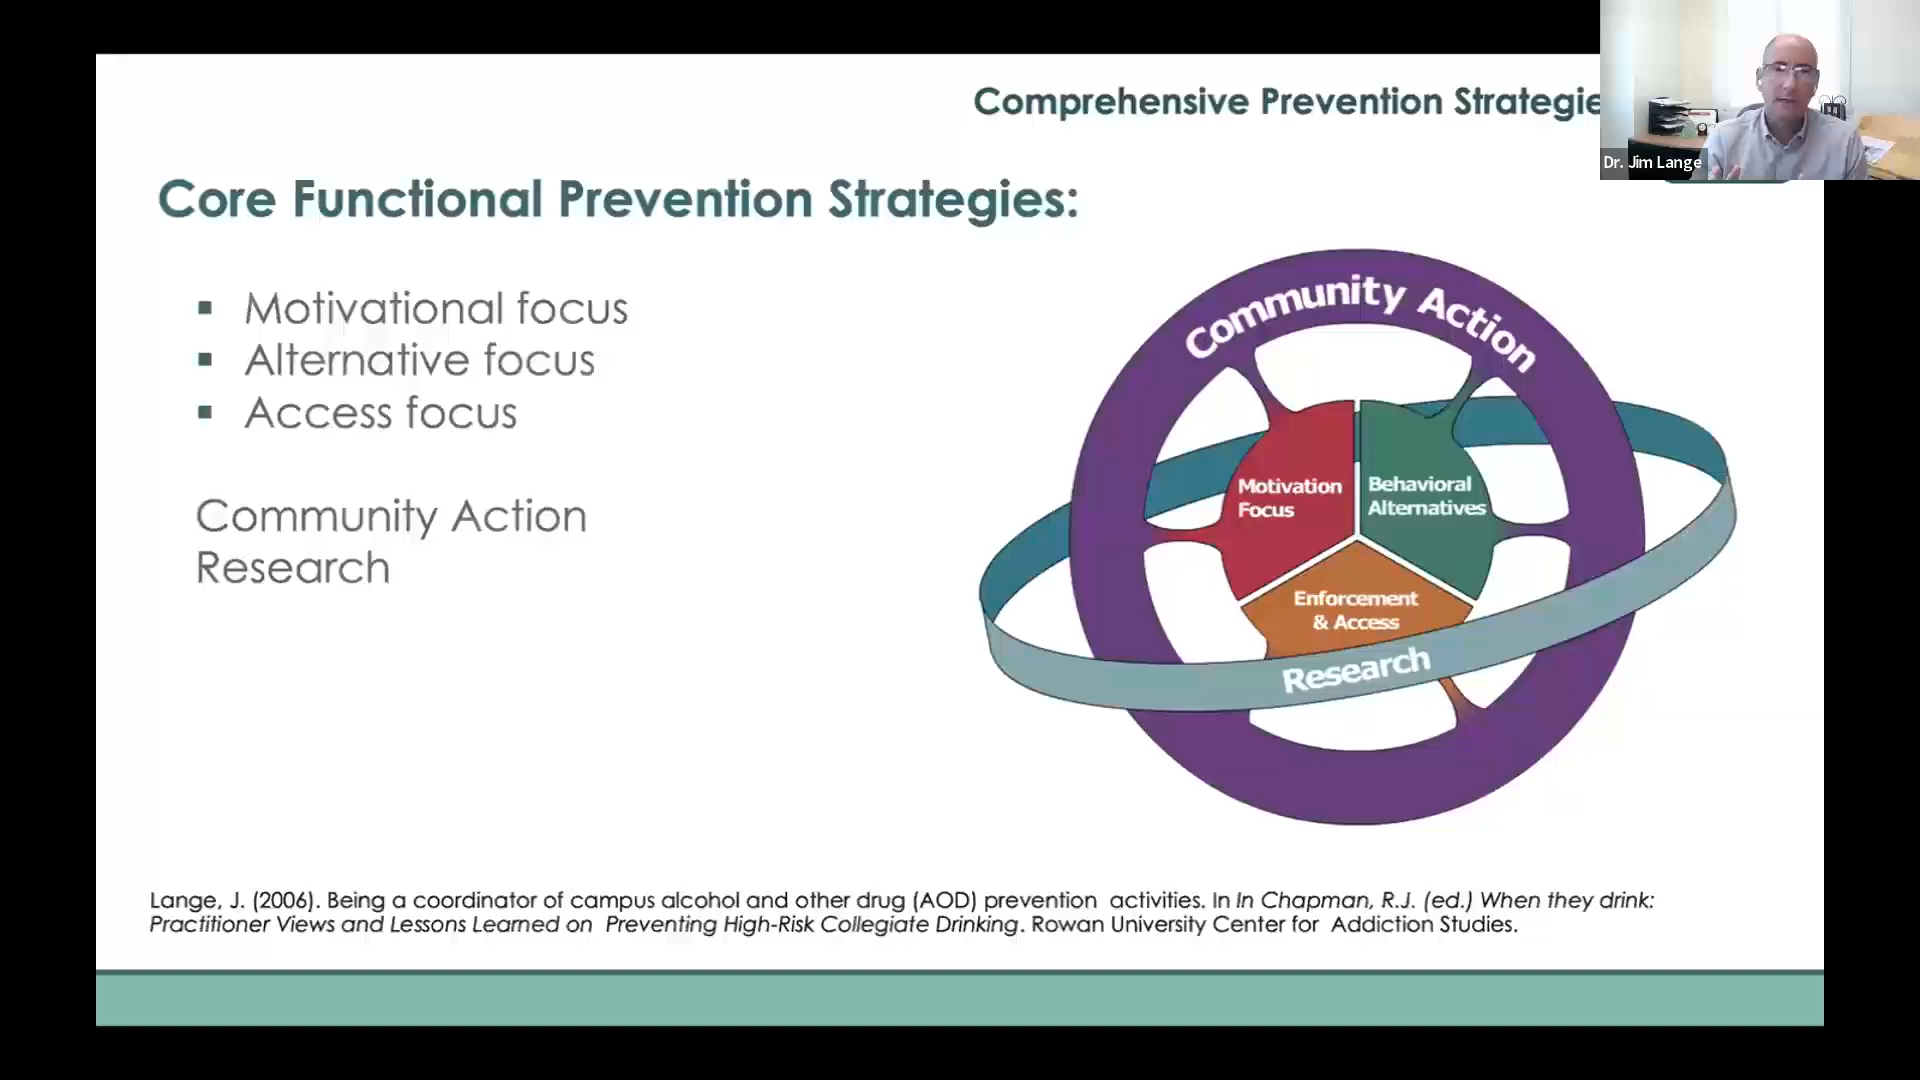 Comprehensive Prevention Strategie
Dr. Jim Lange
Core Functional Prevention Strategies:
▪ Motivational focus
▪ Alternative focus
▪ Access focus
Community Action
Research
Community Action
Motivation
Focus
Behavioral
Alternatives
Enforcement
& Access
Research
Lange, J. (2006). Being a coordinator of campus alcohol and other drug (AOD) prevention activities. In In Chapman, R.J. (ed.) When they drink:
Practitioner Views and Lessons Learned on Preventing High-Risk Collegiate Drinking. Rowan University Center for Addiction Studies.